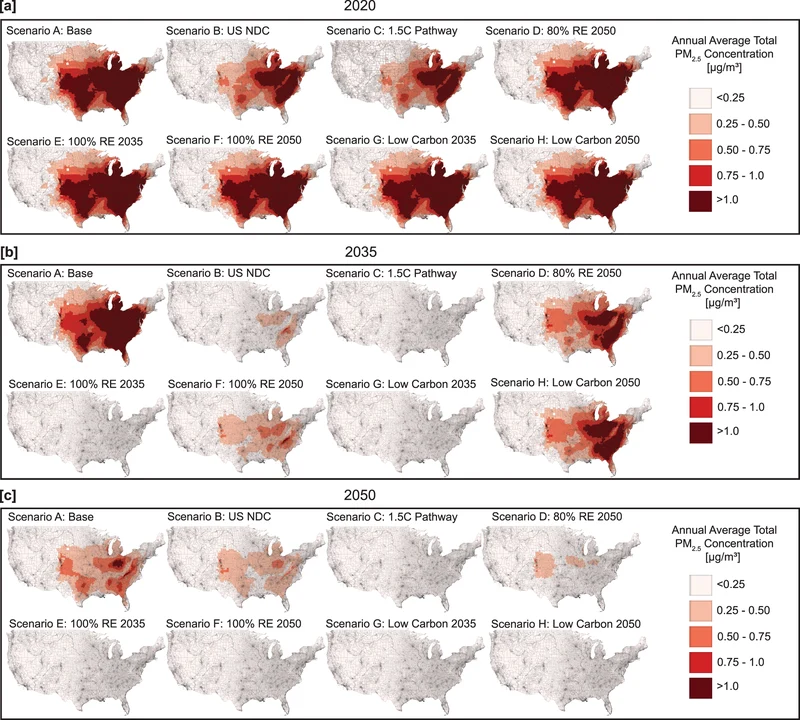 [a]
2020
Scenario A: Base
Scenario B: US NDC
Scenario C: 1.5C Pathway
Scenario D: 80% RE 2050
Scenario E: 100% RE 2035
Scenario F: 100% RE 2050
Scenario G: Low Carbon 2035
Scenario H: Low Carbon 2050
Annual Average Total
PM2.5 Concentration
[µg/m³]
<0.25
0.25 - 0.50
0.50 - 0.75
0.75 - 1.0
>1.0
[b]
2035
Scenario A: Base
Scenario B: US NDC
Scenario C: 1.5C Pathway
Scenario D: 80% RE 2050
Scenario E: 100% RE 2035
Scenario F: 100% RE 2050
Scenario G: Low Carbon 2035
Scenario H: Low Carbon 2050
Annual Average Total
PM2.5 Concentration
[µg/m³]
<0.25
0.25 - 0.50
0.50 - 0.75
0.75 - 1.0
>1.0
[c]
2050
Scenario A: Base
Scenario B: US NDC
Scenario C: 1.5C Pathway
Scenario D: 80% RE 2050
Scenario E: 100% RE 2035
Scenario F: 100% RE 2050
Scenario G: Low Carbon 2035
Scenario H: Low Carbon 2050
Annual Average Total
PM2.5 Concentration
[µg/m³]
<0.25
0.25 - 0.50
0.50 - 0.75
0.75 - 1.0
>1.0